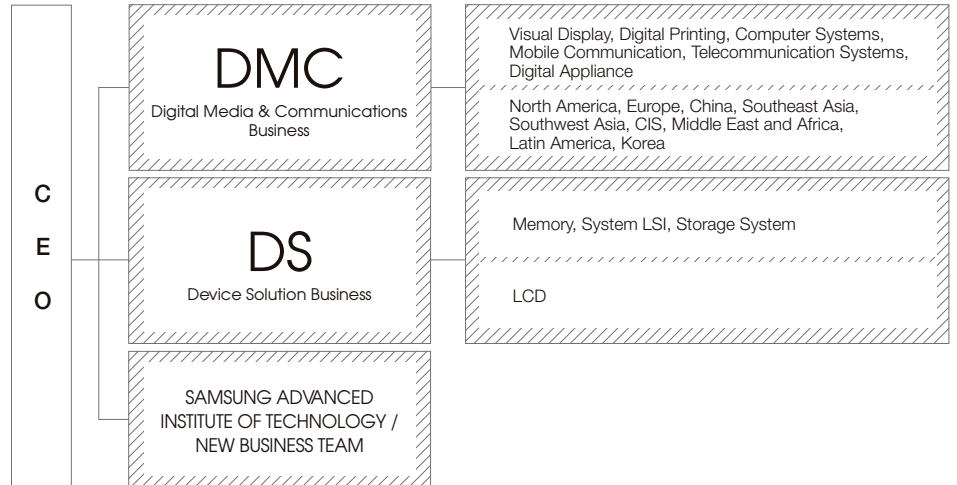 C
E
O
DMC
Digital Media & Communications
Business
Visual Display, Digital Printing, Computer Systems,
Mobile Communication, Telecommunication Systems,
Digital Appliance
North America, Europe, China, Southeast Asia,
Southwest Asia, CIS, Middle East and Africa,
Latin America, Korea
DS
Device Solution Business
Memory, System LSI, Storage System
LCD
SAMSUNG ADVANCED
INSTITUTE OF TECHNOLOGY /
NEW BUSINESS TEAM